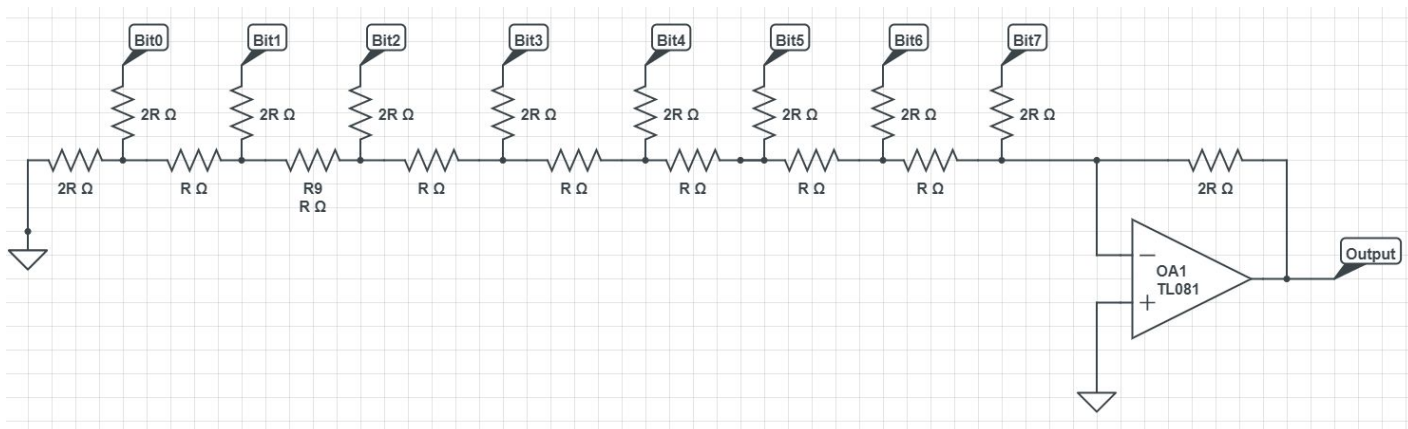 Bit0
Bit1
Bit2
Bit3
Bit4
Bit5
Bit6
Bit7
2R Ω
2R Ω
2R Ω
2R Ω
2R Ω
2R Ω
2R Ω
2R Ω
2R Ω
R Ω
R9
R Ω
R Ω
R Ω
R Ω
R Ω
R Ω
2R Ω
Output
−
OA1
TL081
+